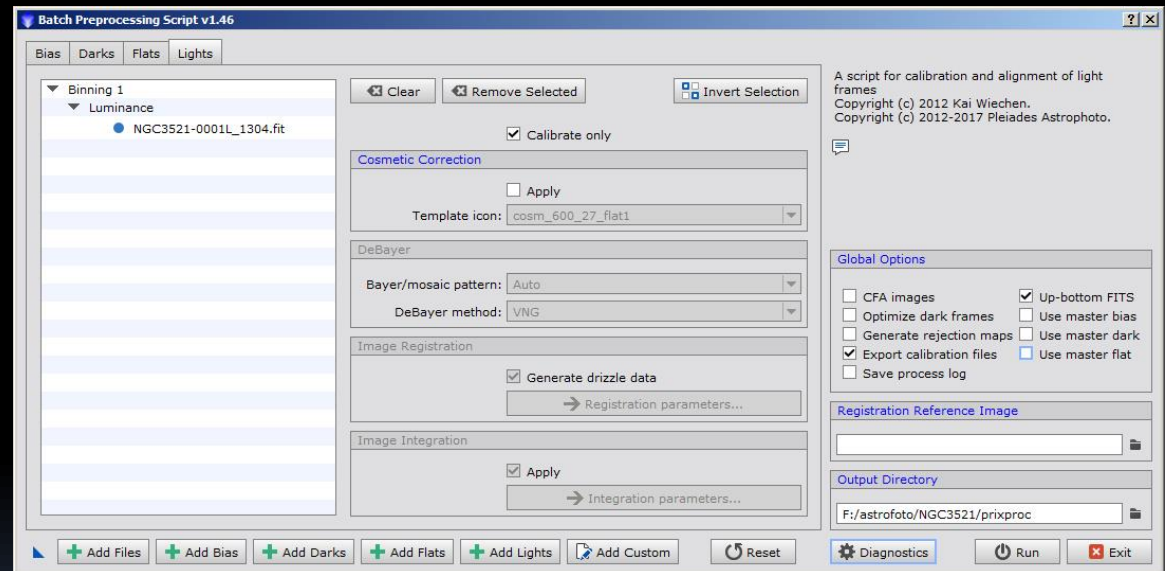 Batch Preprocessing Script v1.46
Bias Darks Flats Lights
Binning 1
Luminance
NGC3521-0001L_1304.fit
Clear Remove Selected Invert Selection
Calibrate only
Cosmetic Correction
Apply
Template icon: cosm_600_27_flat1
DeBayer
Bayer/mosaic pattern: Auto
DeBayer method: VNG
Image Registration
Generate drizzle data
Registration parameters...
Image Integration
Apply
Integration parameters...
A script for calibration and alignment of light
frames
Copyright (c) 2012 Kai Wiechen.
Copyright (c) 2012-2017 Pleiades Astrophoto.
Global Options
CFA images Up-bottom FITS
Optimize dark frames Use master bias
Generate rejection maps Use master dark
Export calibration files Use master flat
Save process log
Registration Reference Image
Output Directory
F:/astrofoto/NGC3521/prixproc
Add Files Add Bias Add Darks Add Flats Add Lights Add Custom Reset Diagnostics Run Exit